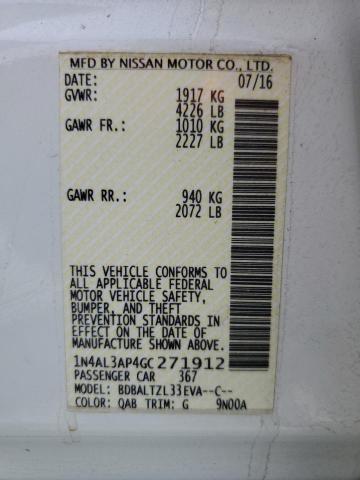 MFD BY NISSAN MOTOR CO., LTD.
DATE: 07/16
GVWR: 1917 KG
4226 LB
GAWR FR.: 1010 KG
2227 LB
GAWR RR.: 940 KG
2072 LB
THIS VEHICLE CONFORMS TO
ALL APPLICABLE FEDERAL
MOTOR VEHICLE SAFETY,
BUMPER, AND THEFT
PREVENTION STANDARDS IN
EFFECT ON THE DATE OF
MANUFACTURE SHOWN ABOVE.
1N4AL3AP4GC271912
PASSENGER CAR 367
MODEL: BDBALTZL33EVA--C--
COLOR: QAB TRIM: G 9N00A